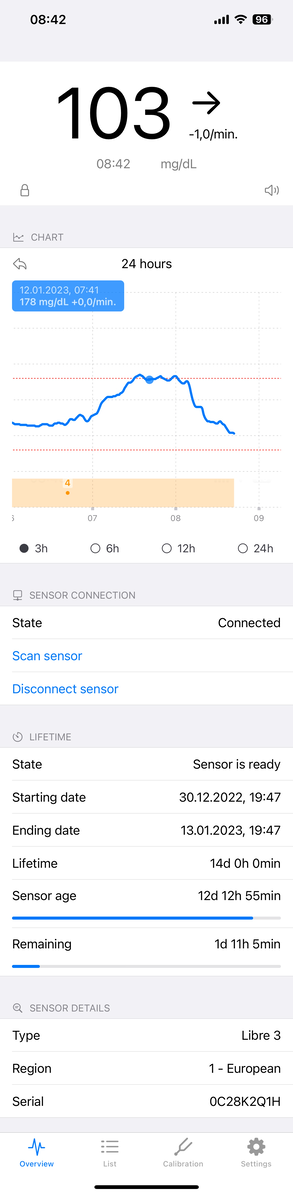 08:42
96
103
-1,0/min.
08:42 mg/dL
CHART
24 hours
12.01.2023, 07:41
178 mg/dL +0,0/min.
4
07 08 09
3h 6h 12h 24h
SENSOR CONNECTION
State Connected
Scan sensor
Disconnect sensor
LIFETIME
State Sensor is ready
Starting date 30.12.2022, 19:47
Ending date 13.01.2023, 19:47
Lifetime 14d 0h 0min
Sensor age 12d 12h 55min
Remaining 1d 11h 5min
SENSOR DETAILS
Type Libre 3
Region 1 - European
Serial 0C28K2Q1H
Overview List Calibration Settings